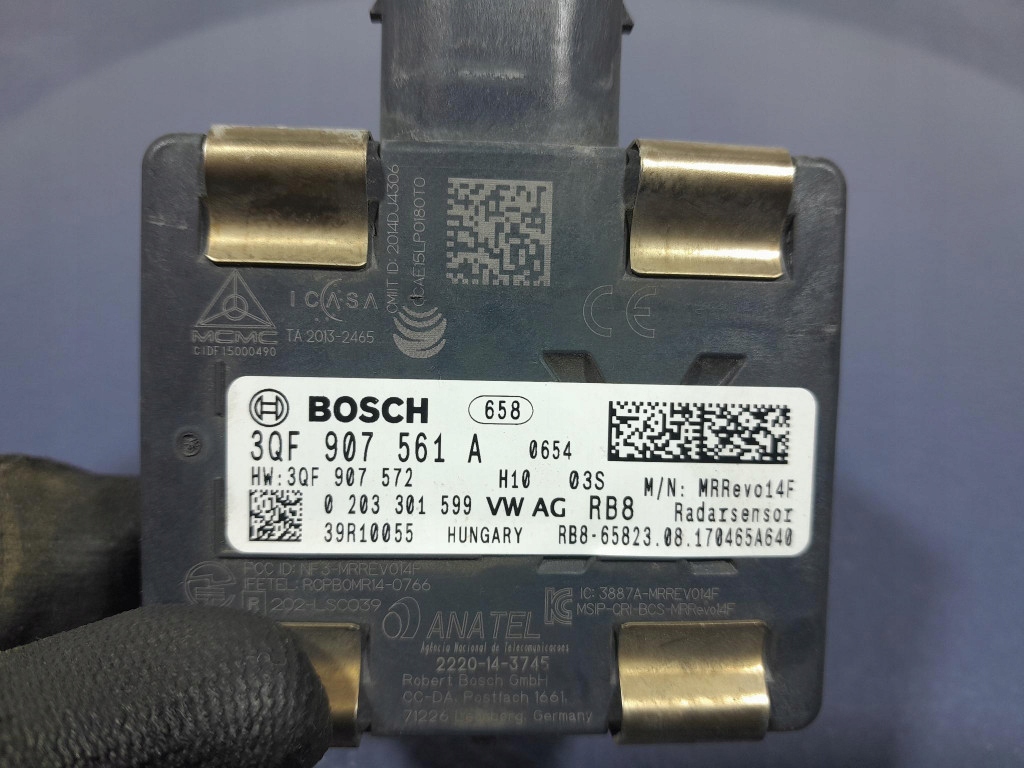 CMIIT ID:2014DJ4306
CCAE15LP0180T0
ICASA
TA 2013-2465
MCMC
CIDF15000490
CE
BOSCH 658
3QF 907 561 A 0654
HW:3QF 907 572 H10 03S M/N: MRRevo14F
0 203 301 599 VW AG RB8 Radarsensor
39R10055 HUNGARY RB8-65823.08.170465A640
FCC ID: NF3-MRREVO14F
IFETEL: RCPBOMR14-0766
R 202-LSC039
IC: 3887A-MRREVO14F
MSIP-CRI-BCS-MRRevo14F
ANATEL
Agência Nacional de Telecomunicações
2220-14-3745
Robert Bosch GmbH
CC-DA, Postfach 1661,
71226 Germany